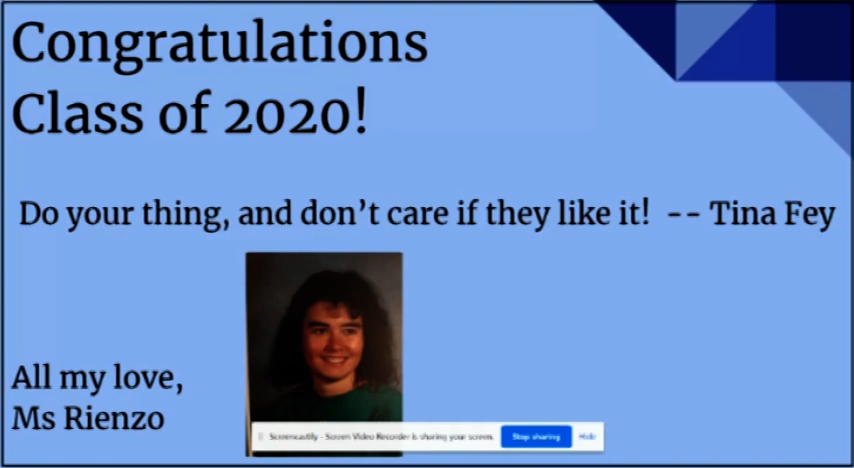 Congratulations
Class of 2020!
Do your thing, and don't care if they like it! -- Tina Fey
All my love,
Ms Rienzo
Screencastify - Screen Video Recorder is sharing your screen.
Stop sharing
Hide